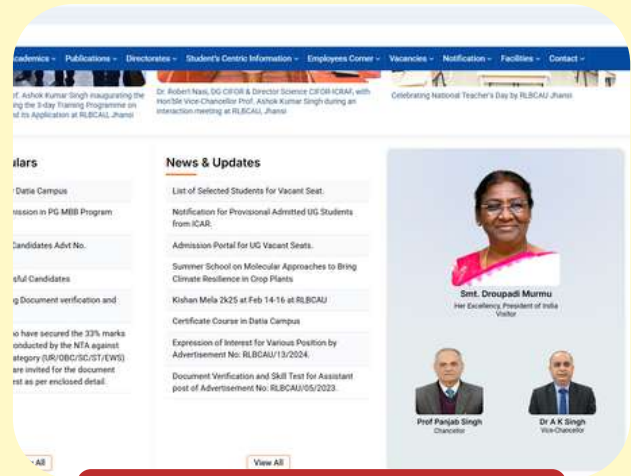 cademics Publications Directorates Student's Centric Information Employees Corner Vacancies Notification Facilities Contact
f. Ashok Kumar Singh inaugurating the
ng the 3-day Training Programme on
nd its Application at RLBCAU, Jhansi
Dr. Robert Nasi, DG CIFOR & Director Science CIFOR-ICRAF, with
Hon'ble Vice-Chancellor Prof. Ashok Kumar Singh during an
interaction meeting at RLBCAU, Jhansi
Celebrating National Teacher's Day by RLBCAU Jhansi
ulars
Datia Campus
mission in PG-MBB Program
Candidates Advt No.
sful Candidates
g Document verification and
o have secured the 33% marks
conducted by the NTA against
ategory (UR/OBC/SC/ST/EWS)
are invited for the document
est as per enclosed detail.
All
News & Updates
List of Selected Students for Vacant Seat.
Notification for Provisional Admitted UG Students
from ICAR.
Admission Portal for UG Vacant Seats.
Summer School on Molecular Approaches to Bring
Climate Resilience in Crop Plants
Kishan Mela 2k25 at Feb 14-16 at RLBCAU
Certificate Course in Datia Campus
Expression of Interest for Various Position by
Advertisement No: RLBCAU/13/2024.
Document Verification and Skill Test for Assistant
post of Advertisement No: RLBCAU/05/2023.
View All
Smt. Droupadi Murmu
Her Excellency, President of India
Visitor
Prof Panjab Singh
Chancellor
Dr A K Singh
Vice-Chancellor